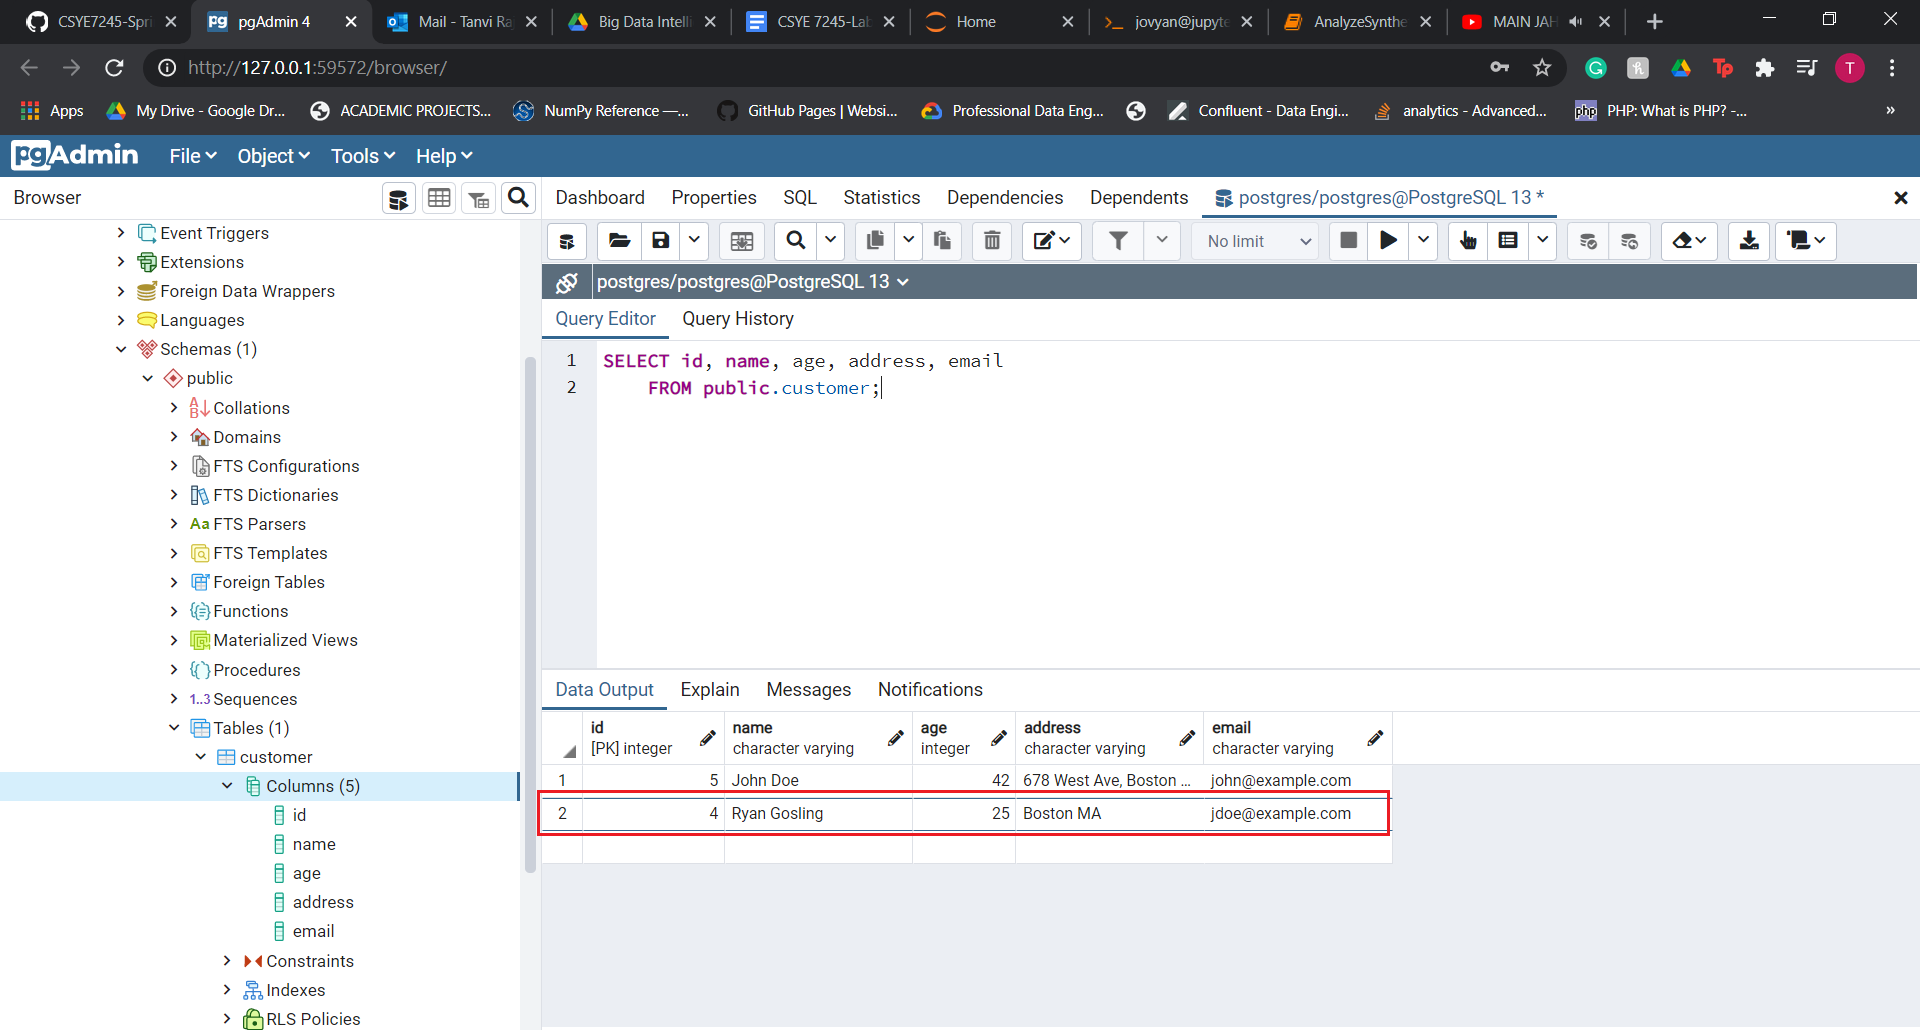 CSYE7245-Spri
pgAdmin 4
Mail - Tanvi Ra
Big Data Intelli
CSYE 7245-Lab
Home
jovyan@jupyte
AnalyzeSynthe
MAIN JAH
http://127.0.0.1:59572/browser/
T
Apps
My Drive - Google Dr...
ACADEMIC PROJECTS...
NumPy Reference —...
GitHub Pages | Websi...
Professional Data Eng...
Confluent - Data Engi...
analytics - Advanced...
php PHP: What is PHP? -...
»
pgAdmin
File
Object
Tools
Help
Browser
Dashboard
Properties
SQL
Statistics
Dependencies
Dependents
postgres/postgres@PostgreSQL 13 *
No limit
postgres/postgres@PostgreSQL 13
Query Editor
Query History
1 SELECT id, name, age, address, email
2 FROM public.customer;
Event Triggers
Extensions
Foreign Data Wrappers
Languages
Schemas (1)
public
Collations
Domains
FTS Configurations
FTS Dictionaries
Aa FTS Parsers
FTS Templates
Foreign Tables
Functions
Materialized Views
Procedures
1..3 Sequences
Tables (1)
customer
Columns (5)
id
name
age
address
email
Constraints
Indexes
RLS Policies
Data Output
Explain
Messages
Notifications
id name age address email
[PK] integer character varying integer character varying character varying
1 5 John Doe 42 678 West Ave, Boston ... john@example.com
2 4 Ryan Gosling 25 Boston MA jdoe@example.com